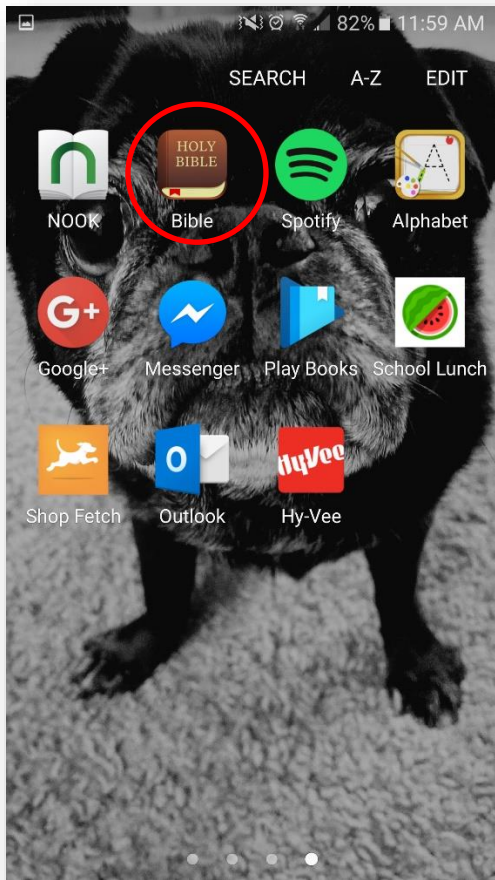 82% 11:59 AM
SEARCH A-Z EDIT
n HOLY BIBLE A
NOOK Bible Spotify Alphabet
G+
Google+ Messenger Play Books School Lunch
O HyVee
Shop Fetch Outlook Hy-Vee